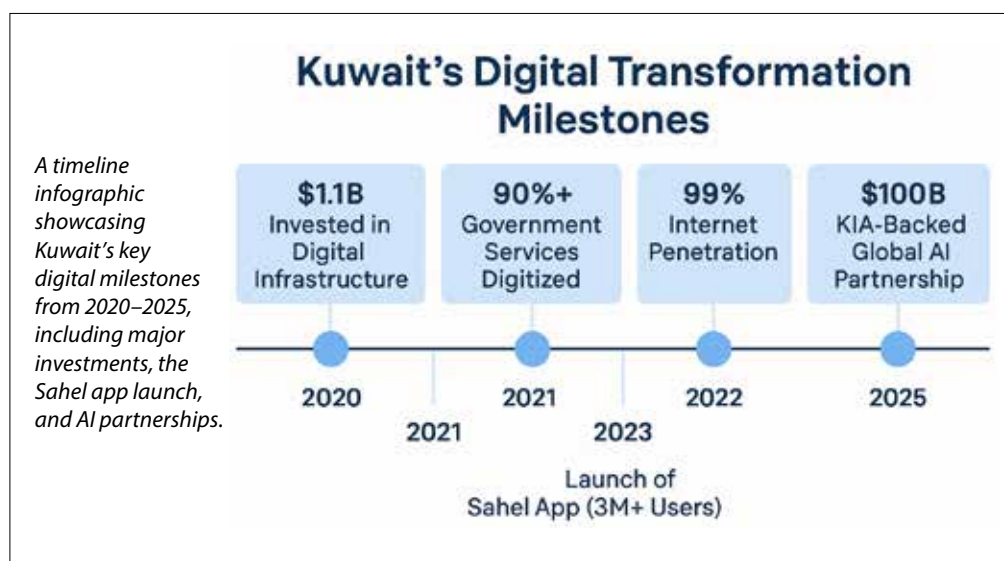 Kuwait's Digital Transformation
Milestones
A timeline
infographic
showcasing
Kuwait's key
digital milestones
from 2020–2025,
including major
investments, the
Sahel app launch,
and AI partnerships.
$1.1B
Invested in
Digital
Infrastructure
90%+
Government
Services
Digitized
99%
Internet
Penetration
$100B
KIA-Backed
Global AI
Partnership
2020
2021
2022
2025
2021
2023
Launch of
Sahel App (3M+ Users)